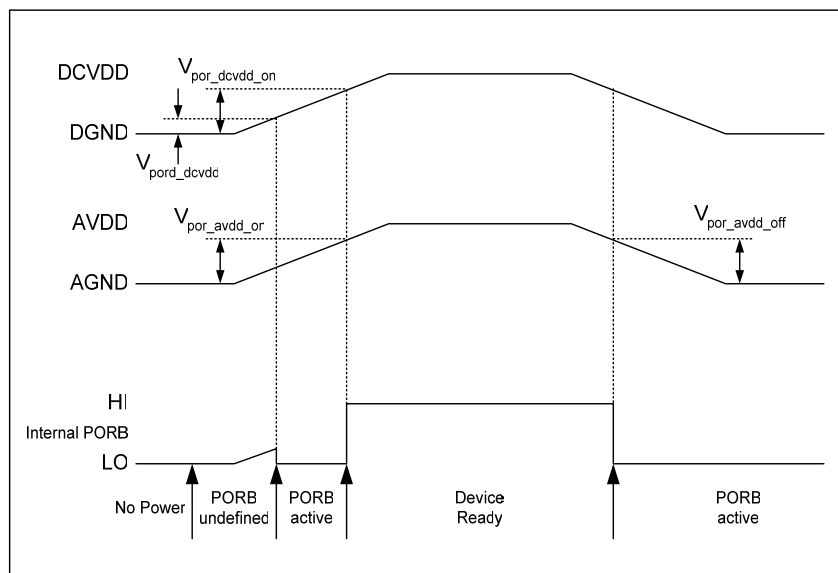 DCVDD
V
por_dcvdd_on
DGND
V
pord_dcvdd
AVDD
V
por_avdd_on
V
por_avdd_off
AGND
HI
Internal PORB
LO
No Power
PORB
undefined
PORB
active
Device
Ready
PORB
active